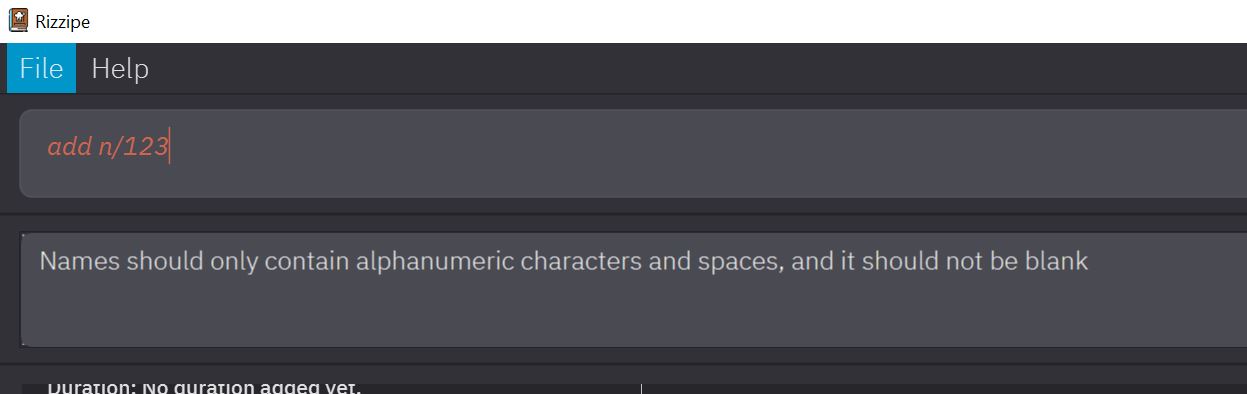 Rizzipe
File Help
add n/123
Names should only contain alphanumeric characters and spaces, and it should not be blank
Duration: No duration added yet.